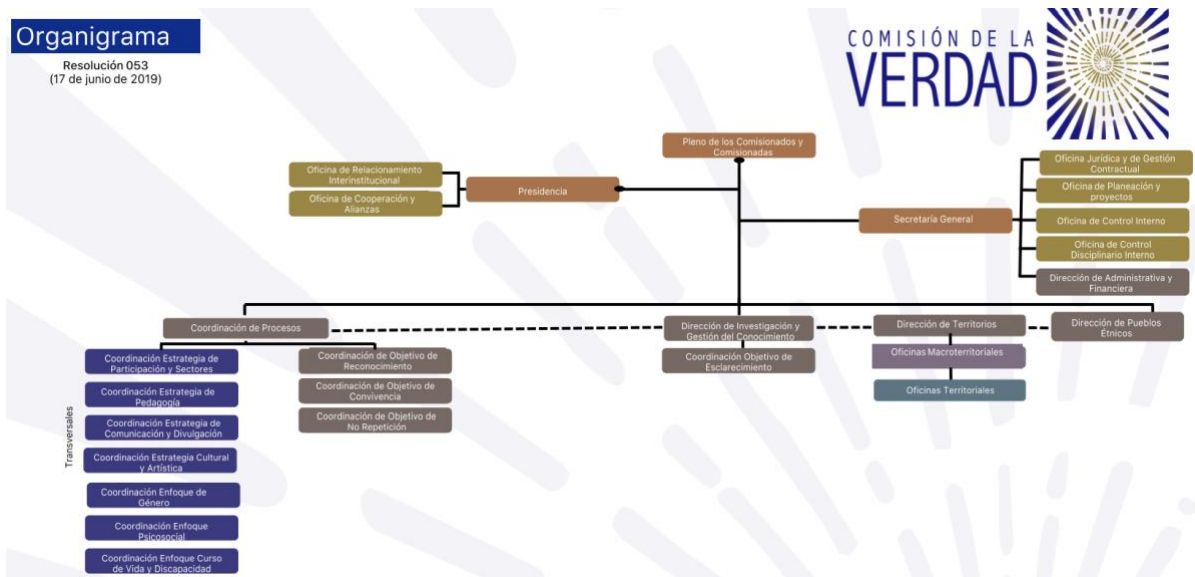 Organigrama
Resolución 053
(17 de junio de 2019)
COMISIÓN DE LA
VERDAD
Pleno de los Comisionados y
Comisionadas
Oficina de Relacionamiento
Interinstitucional
Oficina de Cooperación y
Alianzas
Presidencia
Secretaría General
Oficina Jurídica y de Gestión
Contractual
Oficina de Planeación y
proyectos
Oficina de Control Interno
Oficina de Control
Disciplinario Interno
Dirección de Administrativa y
Financiera
Coordinación de Procesos
Dirección de Investigación y
Gestión del Conocimiento
Dirección de Territorios
Dirección de Pueblos
Étnicos
Transversales
Coordinación Estrategia de
Participación y Sectores
Coordinación Estrategia de
Pedagogía
Coordinación Estrategia de
Comunicación y Divulgación
Coordinación Estrategia Cultural
y Artística
Coordinación Enfoque de
Género
Coordinación Enfoque
Psicosocial
Coordinación Enfoque Curso
de Vida y Discapacidad
Coordinación de Objetivo de
Reconocimiento
Coordinación de Objetivo de
Convivencia
Coordinación de Objetivo de
No Repetición
Coordinación Objetivo de
Esclarecimiento
Oficinas Macroterritoriales
Oficinas Territoriales